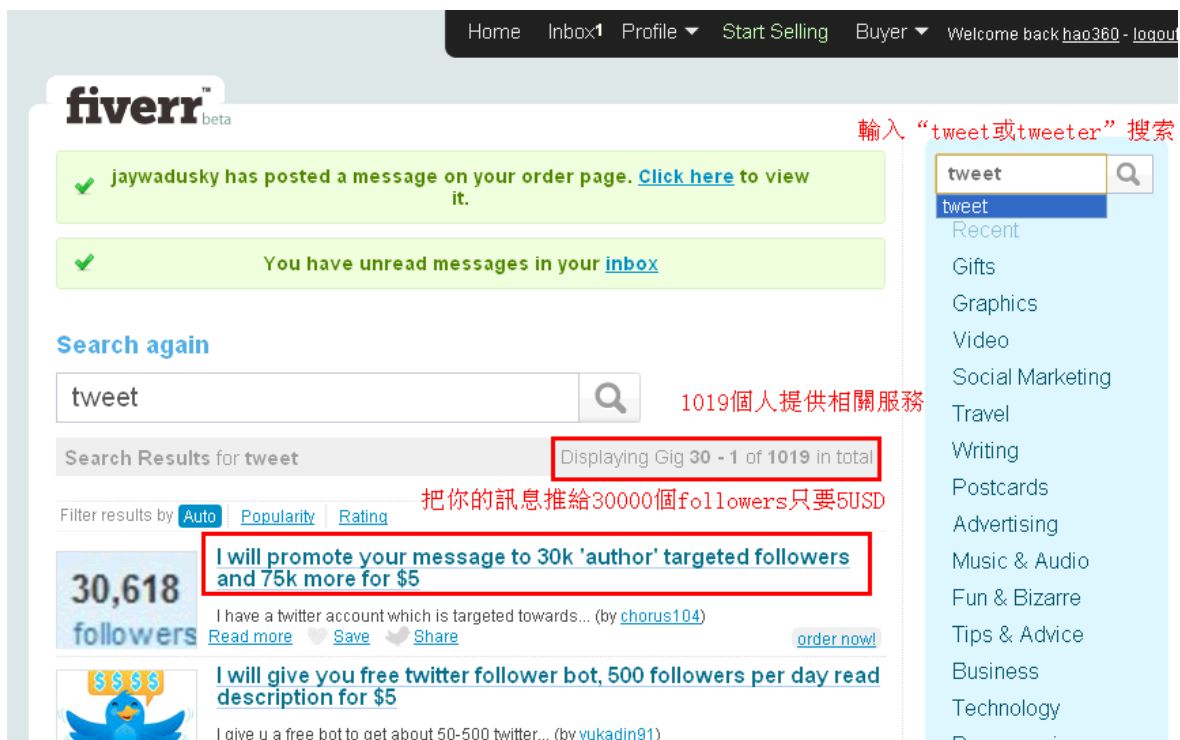 Home Inbox1 Profile Start Selling Buyer Welcome back hao360 - logout
fiverr™ beta
輸入“tweet或tweeter”搜索
jaywadusky has posted a message on your order page. Click here to view
it.
You have unread messages in your inbox
Search again
tweet
1019個人提供相關服務
Search Results for tweet
Displaying Gig 30 - 1 of 1019 in total
把你的訊息推給30000個followers只要5USD
Filter results by Auto Popularity Rating
30,618
followers
I will promote your message to 30k 'author' targeted followers
and 75k more for $5
I have a twitter account which is targeted towards... (by chorus104)
Read more Save Share
order now!
$ $ $ $
I will give you free twitter follower bot, 500 followers per day read
description for $5
I give u a free bot to get about 50-500 twitter... (by vukadin91)
tweet
tweet
Recent
Gifts
Graphics
Video
Social Marketing
Travel
Writing
Postcards
Advertising
Music & Audio
Fun & Bizarre
Tips & Advice
Business
Technology